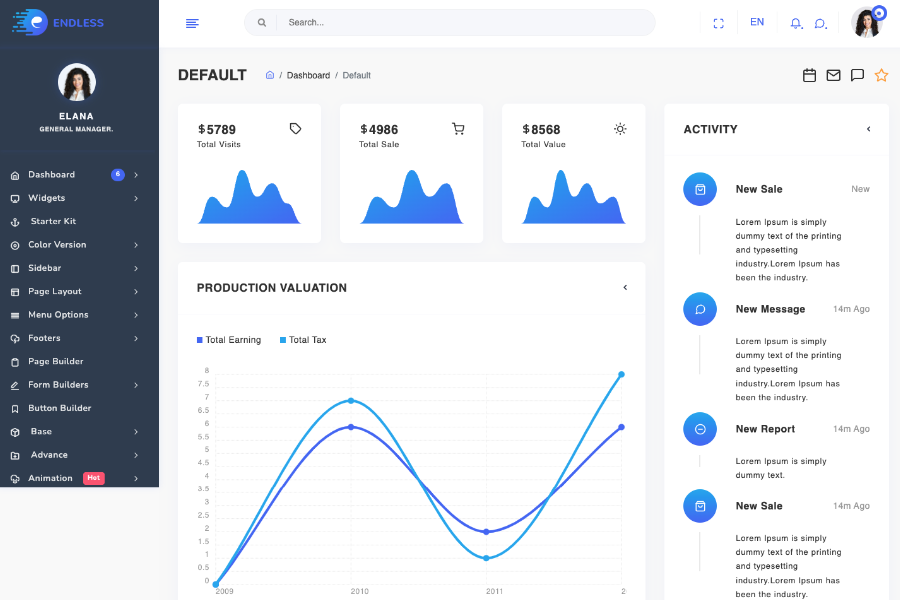 ENDLESS
Search...
EN
ELANA
GENERAL MANAGER.
Dashboard 6
Widgets
Starter Kit
Color Version
Sidebar
Page Layout
Menu Options
Footers
Page Builder
Form Builders
Button Builder
Base
Advance
Animation Hot
DEFAULT
/ Dashboard / Default
$5789
Total Visits
$4986
Total Sale
$8568
Total Value
PRODUCTION VALUATION
Total Earning Total Tax
8
7.5
7
6.5
6
5.5
5
4.5
4
3.5
3
2.5
2
1.5
1
0.5
0
2009 2010 2011 2
ACTIVITY
New Sale New
Lorem Ipsum is simply
dummy text of the printing
and typesetting
industry.Lorem Ipsum has
been the industry.
New Message 14m Ago
Lorem Ipsum is simply
dummy text of the printing
and typesetting
industry.Lorem Ipsum has
been the industry.
New Report 14m Ago
Lorem Ipsum is simply
dummy text.
New Sale 14m Ago
Lorem Ipsum is simply
dummy text of the printing
and typesetting
industry.Lorem Ipsum has
been the industry.